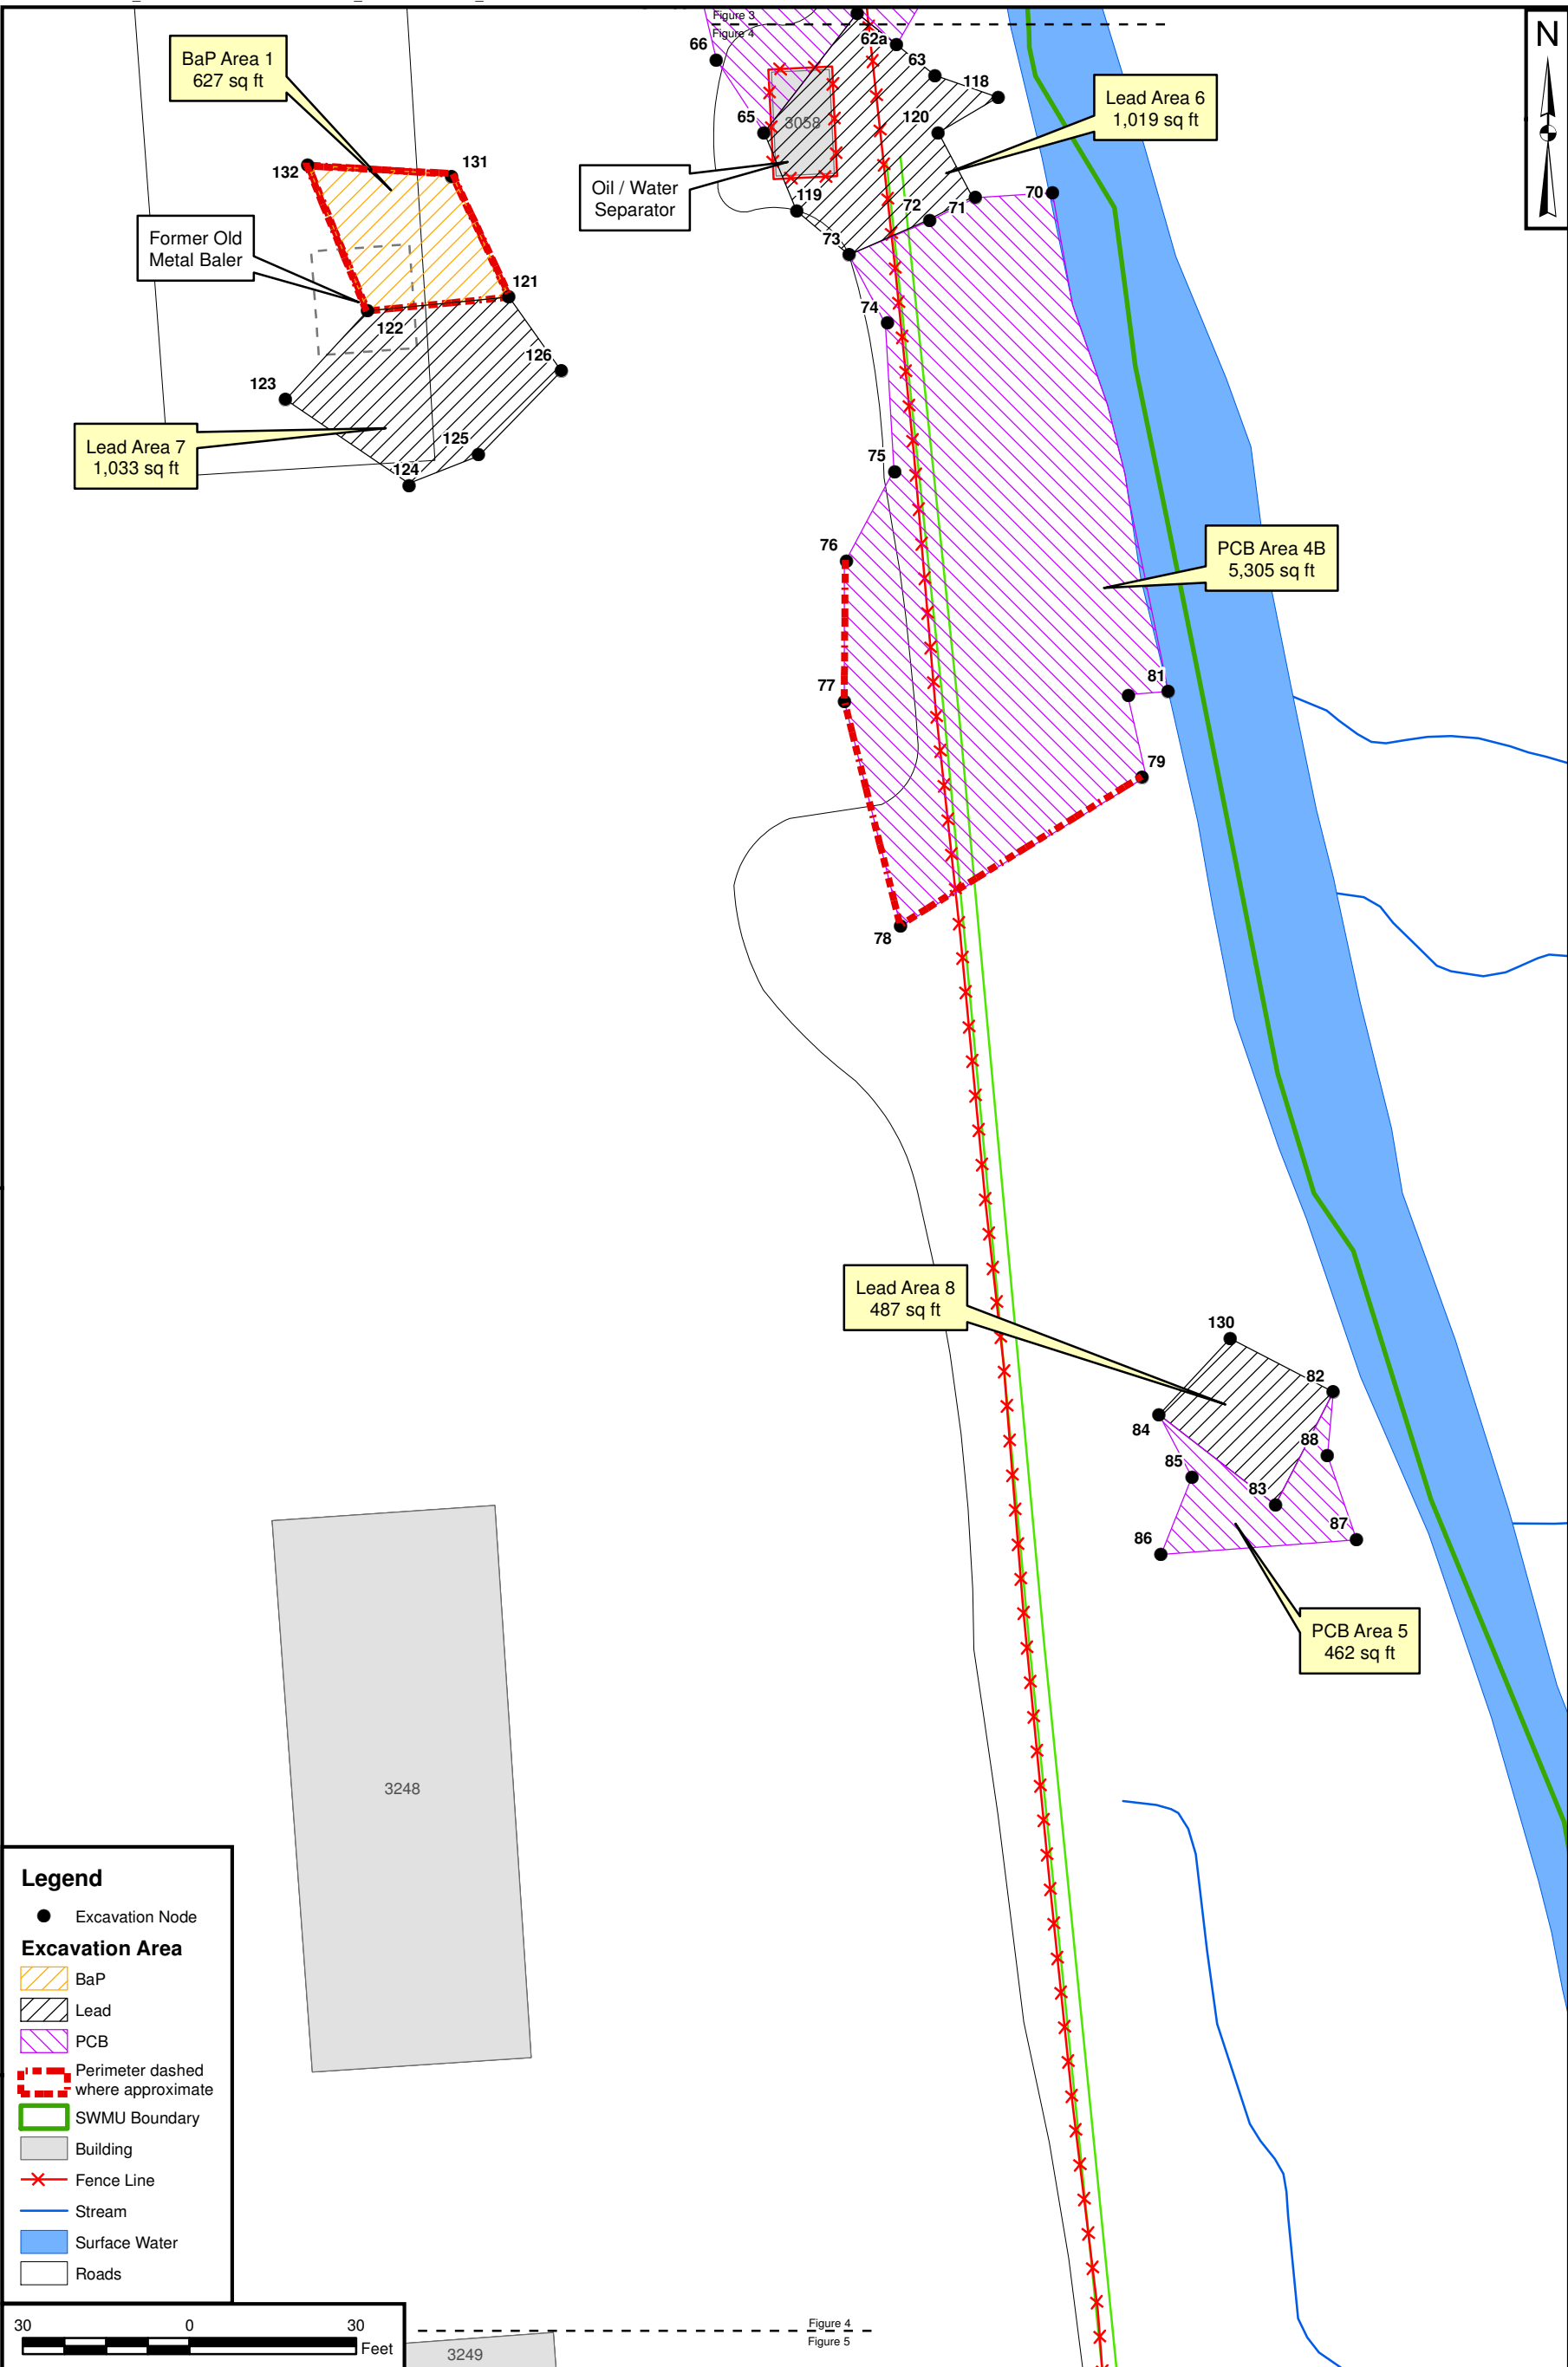 Figure 3
Figure 4
N
BaP Area 1
627 sq ft
66
62a
63
118
Lead Area 6
1,019 sq ft
65
3058
120
132
131
Oil / Water
Separator
119
72
71
70
73
Former Old
Metal Baler
121
122
74
126
123
Lead Area 7
1,033 sq ft
125
124
75
76
PCB Area 4B
5,305 sq ft
77
81
79
78
Lead Area 8
487 sq ft
130
82
84
88
85
83
86
87
PCB Area 5
462 sq ft
3248
Legend
Excavation Node
Excavation Area
BaP
Lead
PCB
Perimeter dashed
where approximate
SWMU Boundary
Building
Fence Line
Stream
Surface Water
Roads
30 0 30
Feet
Figure 4
Figure 5
3249